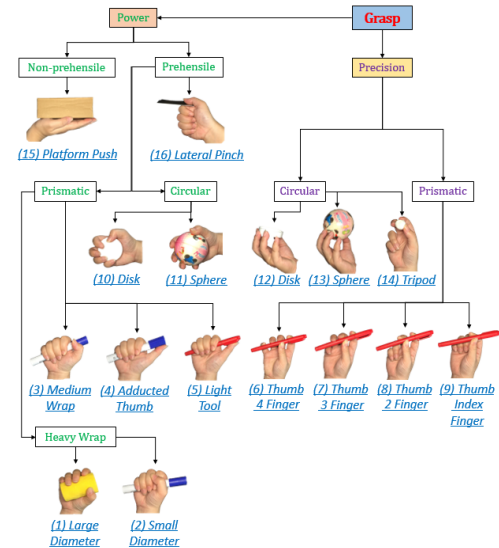 Power
Grasp
Non-prehensile
Prehensile
Precision
(15) Platform Push
(16) Lateral Pinch
Prismatic
Circular
Circular
Prismatic
(10) Disk
(11) Sphere
(12) Disk
(13) Sphere
(14) Tripod
(3) Medium
Wrap
(4) Adducted
Thumb
(5) Light
Tool
(6) Thumb
4 Finger
(7) Thumb
3 Finger
(8) Thumb
2 Finger
(9) Thumb
Index
Finger
Heavy Wrap
(1) Large
Diameter
(2) Small
Diameter